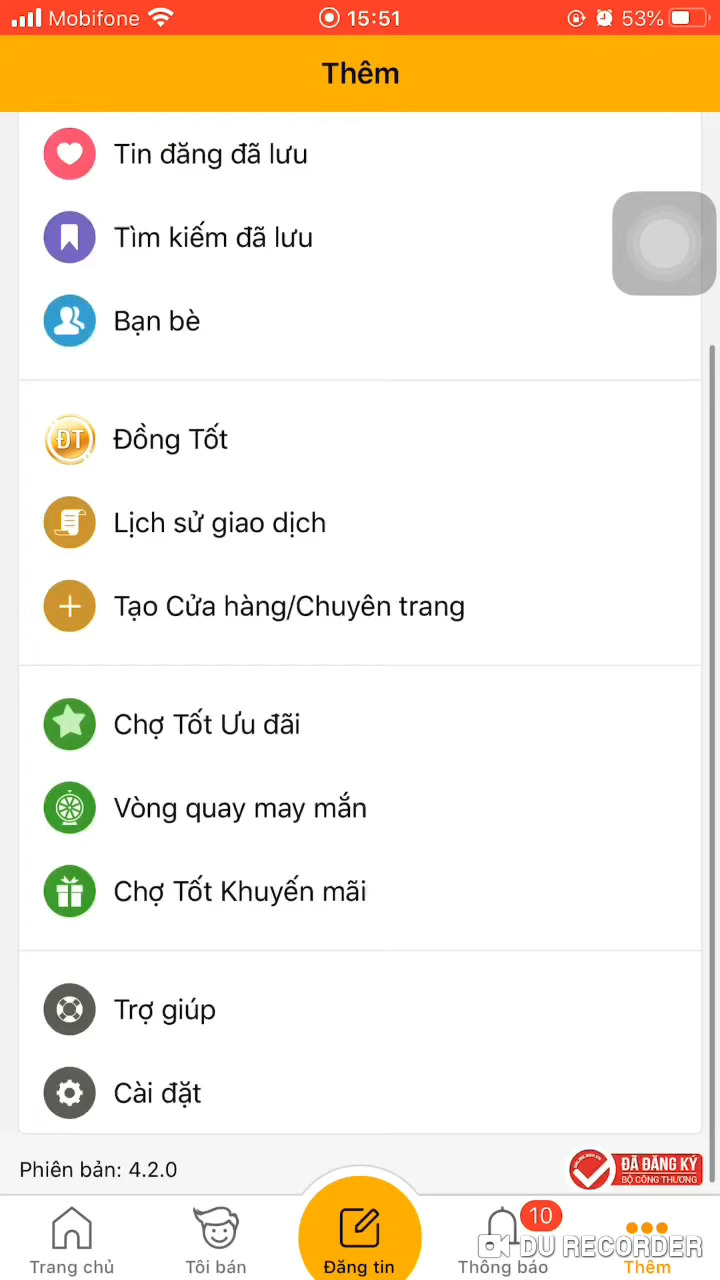 Mobifone 15:51 53%
Thêm
Tin đăng đã lưu
Tìm kiếm đã lưu
Bạn bè
ĐT Đồng Tốt
Lịch sử giao dịch
Tạo Cửa hàng/Chuyên trang
Chợ Tốt Ưu đãi
Vòng quay may mắn
Chợ Tốt Khuyến mãi
Trợ giúp
Cài đặt
Phiên bản: 4.2.0
ĐÃ ĐĂNG KÝ
BỘ CÔNG THƯƠNG
10
DU RECORDER
Trang chủ
Tôi bán
Đăng tin
Thông báo
Thêm